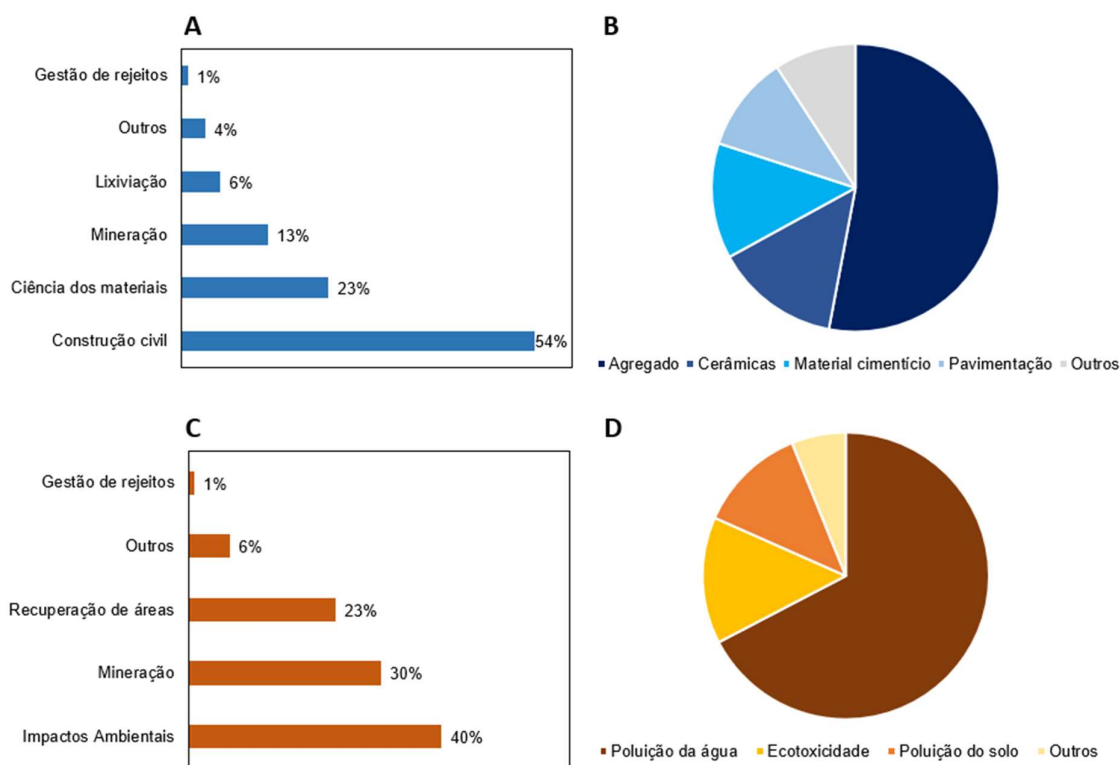 A
Gestão de rejeitos 1%
Outros 4%
Lixiviação 6%
Mineração 13%
Ciência dos materiais 23%
Construção civil 54%
B
Agregado Cerâmicas Material cimentício Pavimentação Outros
C
Gestão de rejeitos 1%
Outros 6%
Recuperação de áreas 23%
Mineração 30%
Impactos Ambientais 40%
D
Poluição da água Ecotoxicidade Poluição do solo Outros